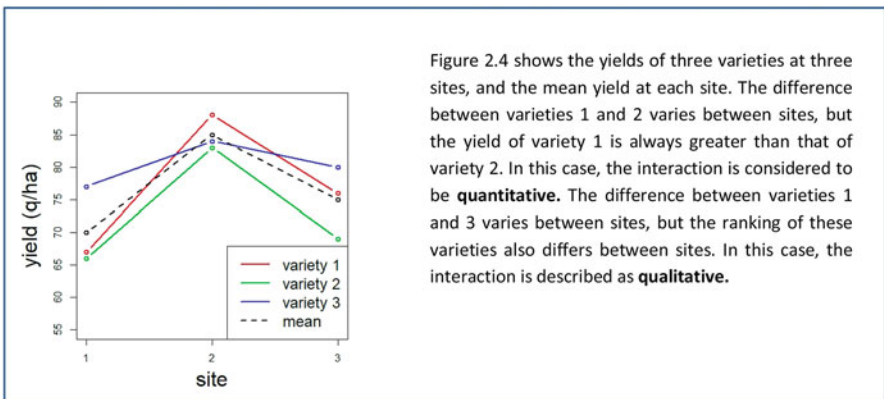 Figure 2.4 shows the yields of three varieties at three
sites, and the mean yield at each site. The difference
between varieties 1 and 2 varies between sites, but
the yield of variety 1 is always greater than that of
variety 2. In this case, the interaction is considered to
be quantitative. The difference between varieties 1
and 3 varies between sites, but the ranking of these
varieties also differs between sites. In this case, the
interaction is described as qualitative.
yield (q/ha)
90
85
80
75
70
65
60
55
variety 1
variety 2
variety 3
mean
1 2 3
site